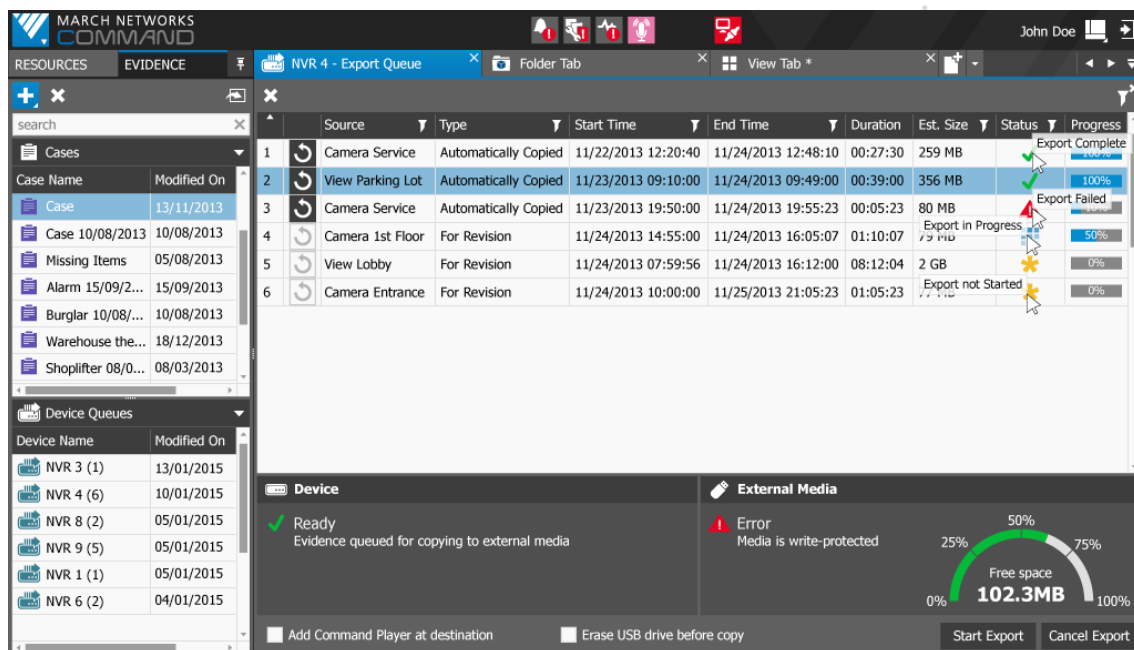 MARCH NETWORKS
COMMAND
John Doe
RESOURCES EVIDENCE
NVR 4 - Export Queue Folder Tab View Tab *
search
Cases
Case Name Modified On
Case 13/11/2013
Case 10/08/2013 10/08/2013
Missing Items 05/08/2013
Alarm 15/09/2... 15/09/2013
Burglar 10/08/... 10/08/2013
Warehouse the... 18/12/2013
Shoplifter 08/0... 08/03/2013
Device Queues
Device Name Modified On
NVR 3 (1) 13/01/2015
NVR 4 (6) 10/01/2015
NVR 8 (2) 05/01/2015
NVR 9 (5) 05/01/2015
NVR 1 (1) 05/01/2015
NVR 6 (2) 04/01/2015
Source Type Start Time End Time Duration Est. Size Status Progress
1 Camera Service Automatically Copied 11/22/2013 12:20:40 11/24/2013 12:48:10 00:27:30 259 MB Export Complete 100%
2 View Parking Lot Automatically Copied 11/23/2013 09:10:00 11/24/2013 09:49:00 00:39:00 356 MB 100%
3 Camera Service Automatically Copied 11/23/2013 19:50:00 11/24/2013 19:55:23 00:05:23 80 MB Export Failed
4 Camera 1st Floor For Revision 11/24/2013 14:55:00 11/24/2013 16:05:07 01:10:07 79 MB Export in Progress 50%
5 View Lobby For Revision 11/24/2013 07:59:56 11/24/2013 16:12:00 08:12:04 2 GB 0%
6 Camera Entrance For Revision 11/24/2013 10:00:00 11/25/2013 21:05:23 01:05:23 Export not Started 0%
Device
Ready
Evidence queued for copying to external media
External Media
Error
Media is write-protected
50%
25% 75%
Free space
102.3MB
0% 100%
Add Command Player at destination Erase USB drive before copy Start Export Cancel Export